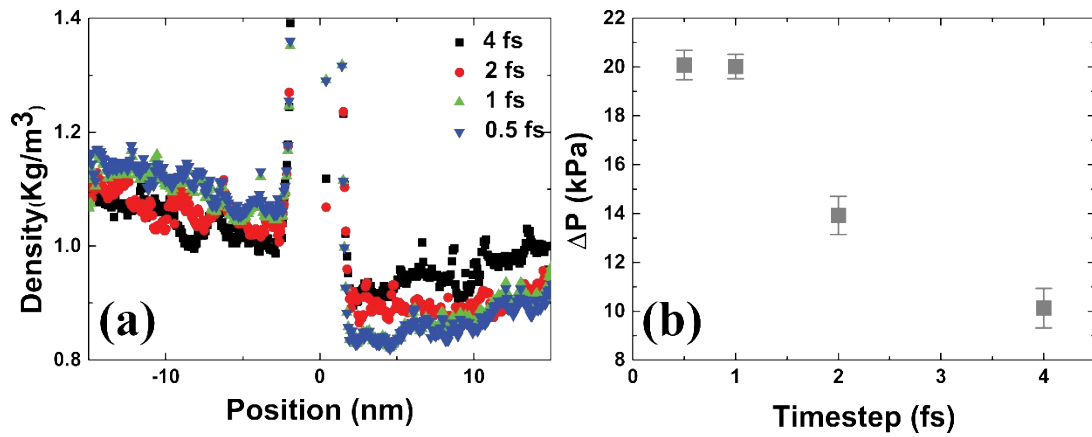 1.4
1.2
1.0
0.8
-10
0
10
Density(Kg/m³)
Position (nm)
4 fs
2 fs
1 fs
0.5 fs
(a)
22
20
18
16
14
12
10
8
0
1
2
3
4
ΔP (kPa)
Timestep (fs)
(b)